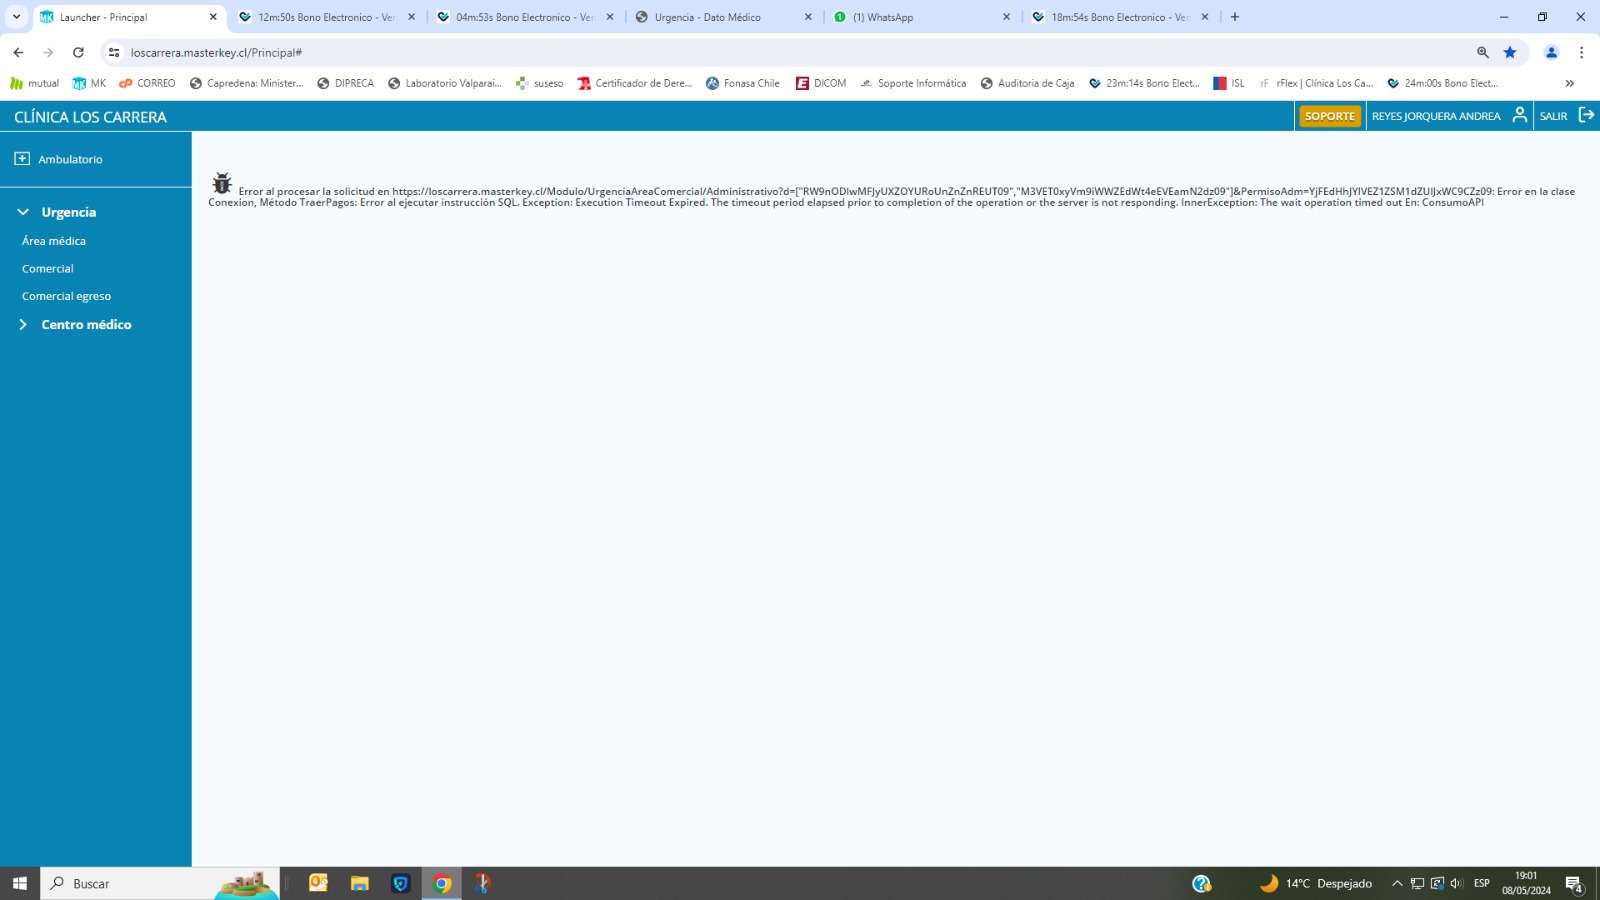 Launcher - Principal
12m:50s Bono Electronico - Ven
04m:53s Bono Electronico - Ven
Urgencia - Dato Médico
(1) WhatsApp
18m:54s Bono Electronico - Ven
loscarrera.masterkey.cl/Principal#
mutual
MK
CORREO
Capredena: Minister...
DIPRECA
Laboratorio Valparai...
suseso
Certificador de Dere...
Fonasa Chile
DICOM
Soporte Informática
Auditoria de Caja
23m:14s Bono Elect...
ISL
rFlex | Clínica Los Ca...
24m:00s Bono Elect...
CLÍNICA LOS CARRERA
SOPORTE
REYES JORQUERA ANDREA
SALIR
Ambulatorio
Urgencia
Área médica
Comercial
Comercial egreso
Centro médico
Error al procesar la solicitud en https://loscarrera.masterkey.cl/Modulo/UrgenciaAreaComercial/Administrativo?d=["RW9nODlwMFJyUXZOYURoUnZnZnREUT09","M3VET0xyVm9iWWZEdWt4eEVEamN2dz09"]&PermisoAdm=YjFEdHhJYlVEZ1ZSM1dZUlJxWC9CZz09: Error en la clase
Conexion, Método TraerPagos: Error al ejecutar instrucción SQL. Exception: Execution Timeout Expired. The timeout period elapsed prior to completion of the operation or the server is not responding. InnerException: The wait operation timed out En: ConsumoAPI
Buscar
14°C Despejado
ESP
19:01
08/05/2024
4